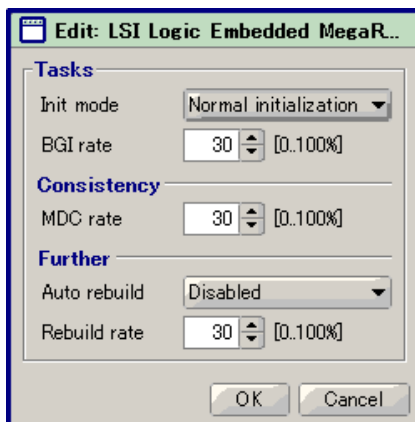 Edit: LSI Logic Embedded MegaR...
Tasks
Init mode Normal initialization
BGI rate 30 [0..100%]
Consistency
MDC rate 30 [0..100%]
Further
Auto rebuild Disabled
Rebuild rate 30 [0..100%]
OK Cancel